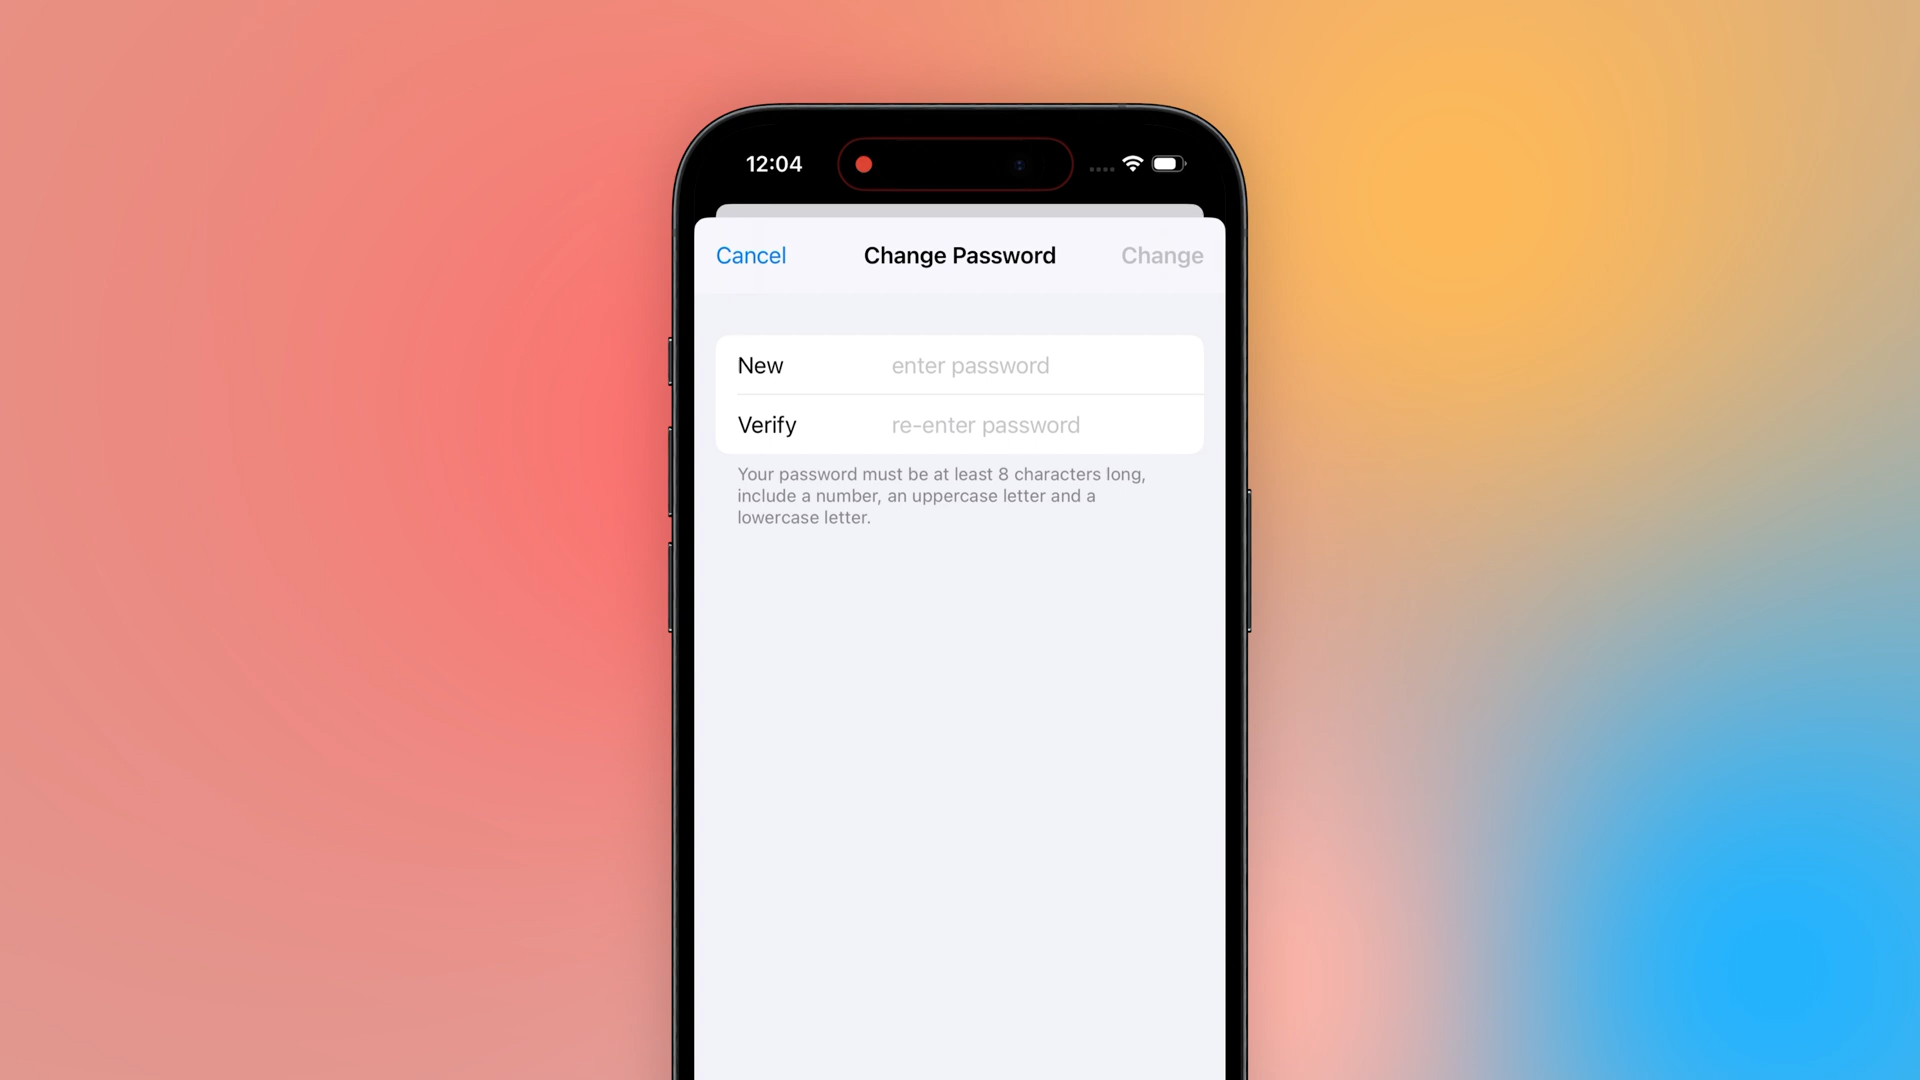 12:04
Cancel
Change Password
Change
New
enter password
Verify
re-enter password
Your password must be at least 8 characters long,
include a number, an uppercase letter and a
lowercase letter.